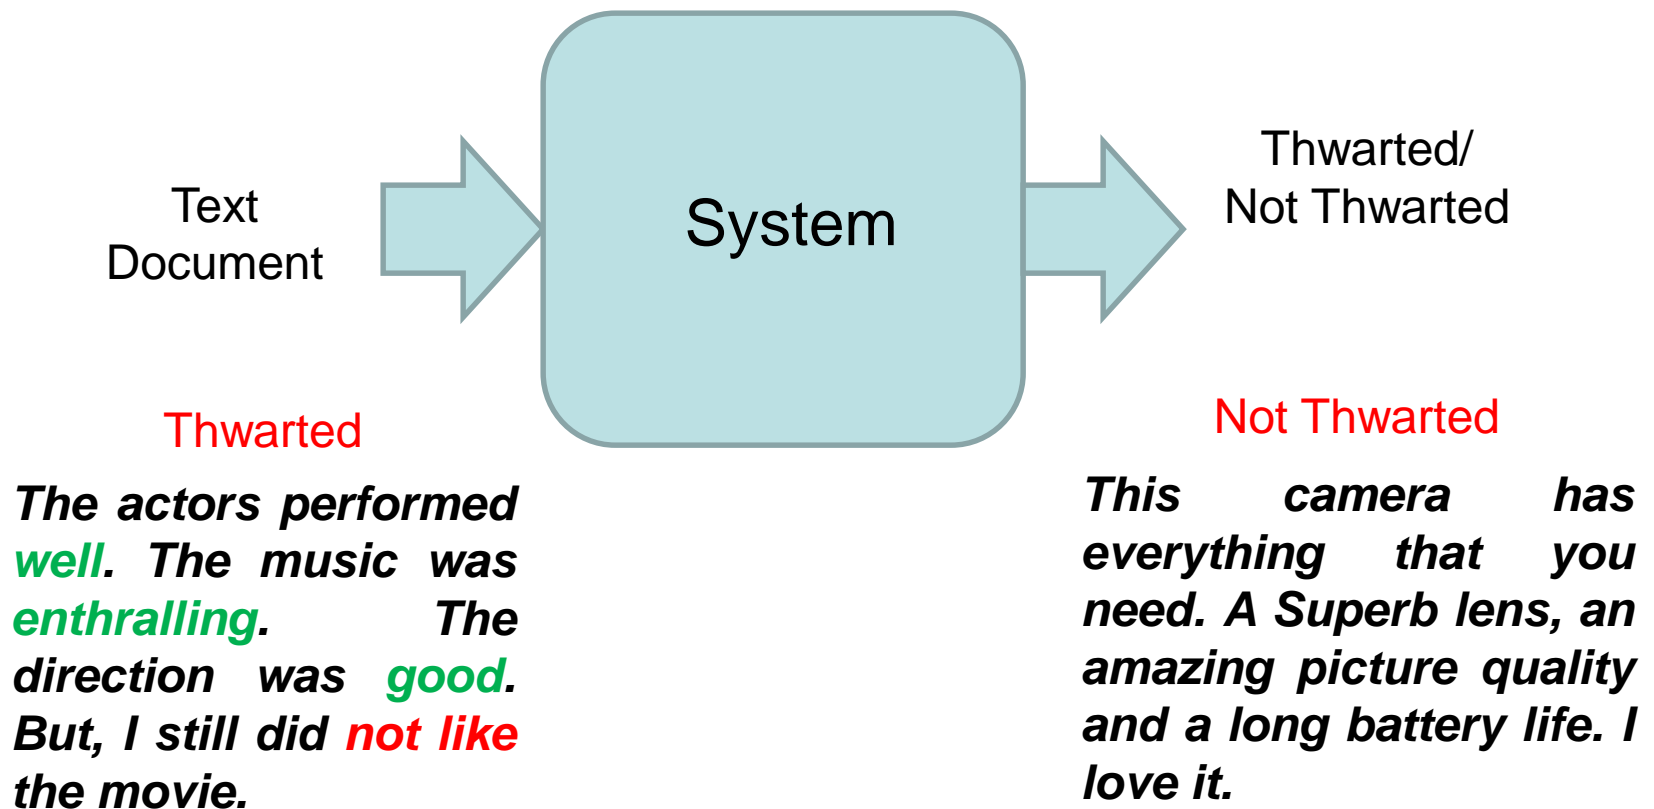 Text
Document
System
Thwarted/
Not Thwarted
Thwarted
The actors performed
well. The music was
enthralling. The
direction was good.
But, I still did not like
the movie.
Not Thwarted
This camera has
everything that you
need. A Superb lens, an
amazing picture quality
and a long battery life. I
love it.